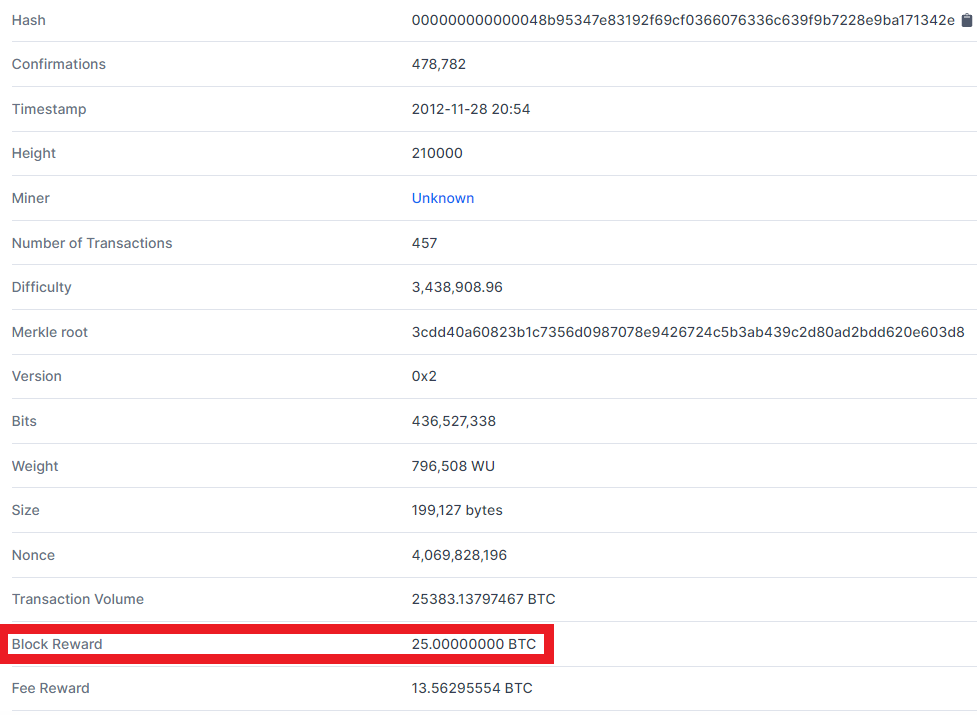 Hash 000000000000048b95347e83192f69cf0366076336c639f9b7228e9ba171342e
Confirmations 478,782
Timestamp 2012-11-28 20:54
Height 210000
Miner Unknown
Number of Transactions 457
Difficulty 3,438,908.96
Merkle root 3cdd40a60823b1c7356d0987078e9426724c5b3ab439c2d80ad2bdd620e603d8
Version 0x2
Bits 436,527,338
Weight 796,508 WU
Size 199,127 bytes
Nonce 4,069,828,196
Transaction Volume 25383.13797467 BTC
Block Reward 25.00000000 BTC
Fee Reward 13.56295554 BTC